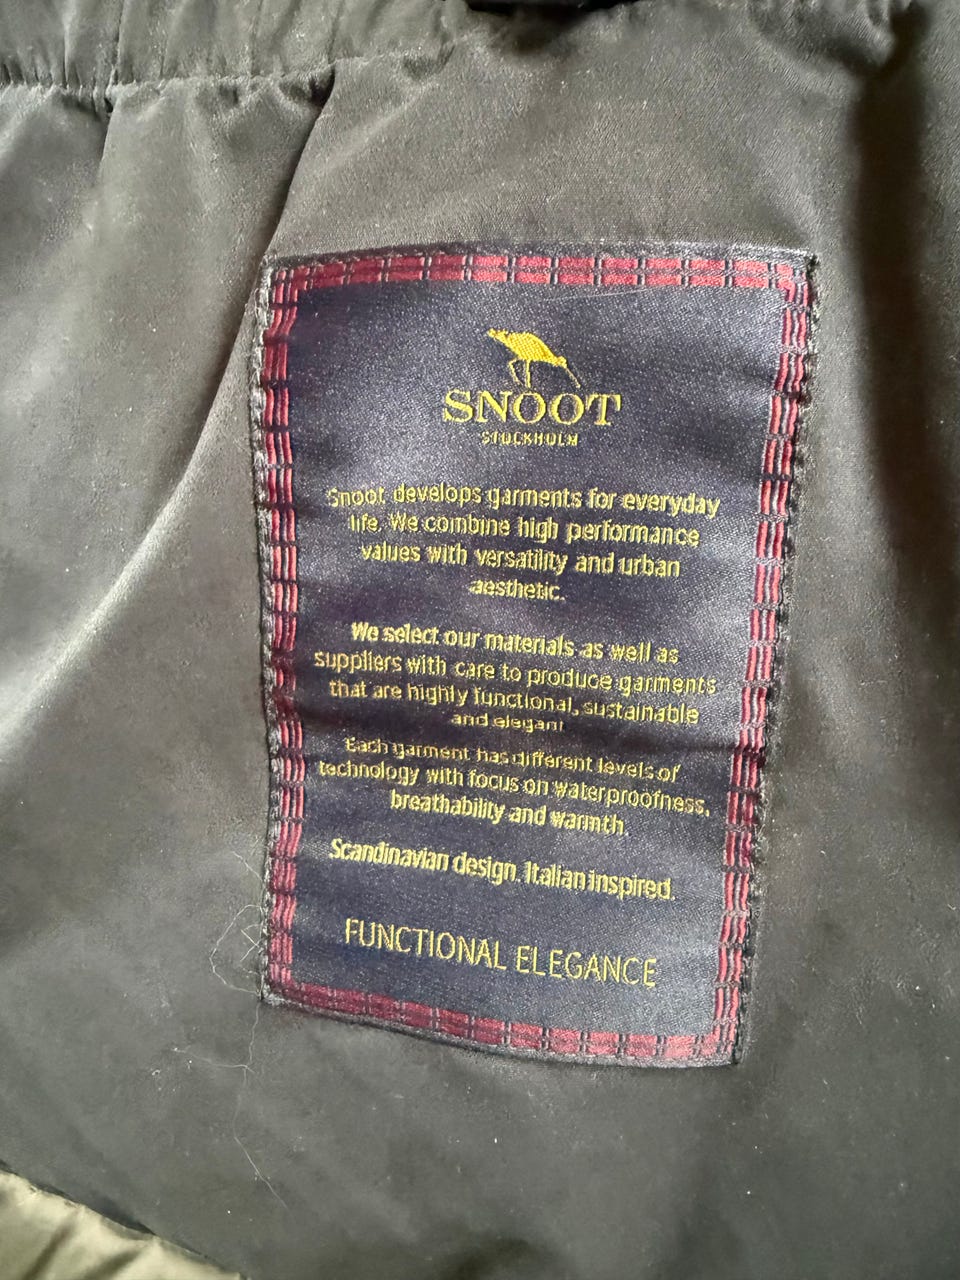 SNOOT
STOCKHOLM
Snoot develops garments for everyday
life. We combine high performance
values with versatility and urban
aesthetic.
We select our materials as well as
suppliers with care to produce garments
that are highly functional, sustainable
and elegant
Each garment has different levels of
technology with focus on waterproofness,
breathability and warmth.
Scandinavian design. Italian inspired.
FUNCTIONAL ELEGANCE